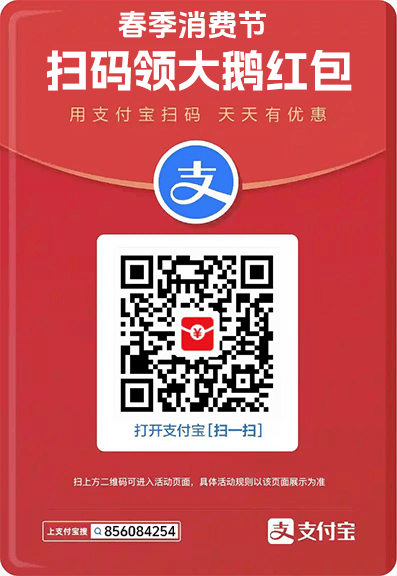 春季消费节
扫码领大鹅红包
用支付宝扫码 天天有优惠
支
¥
打开支付宝[扫一扫]
扫上方二维码可进入活动页面，具体活动规则以该页面展示为准
上支付宝搜 856084254
支 支付宝